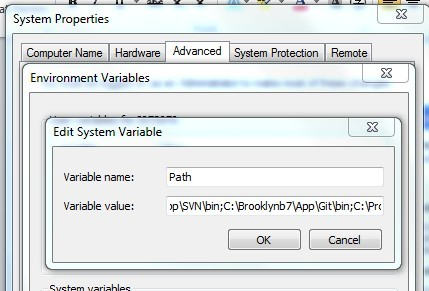 System Properties
Computer Name Hardware Advanced System Protection Remote
Environment Variables
Edit System Variable
Variable name: Path
Variable value: op\SVN\bin;C:\Brooklynb7\App\Git\bin;C:\Pro
OK Cancel
System variables